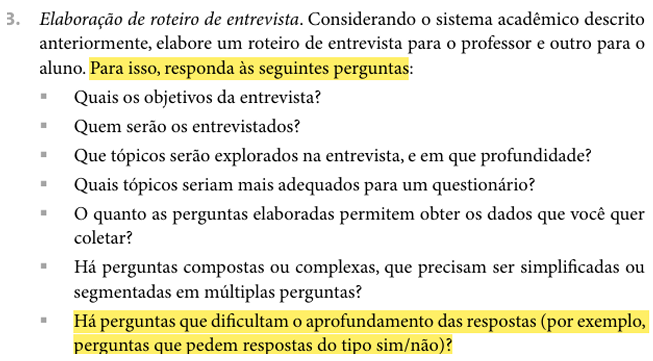 3. Elaboração de roteiro de entrevista. Considerando o sistema acadêmico descrito
anteriormente, elabore um roteiro de entrevista para o professor e outro para o
aluno. Para isso, responda às seguintes perguntas:
▪ Quais os objetivos da entrevista?
▪ Quem serão os entrevistados?
▪ Que tópicos serão explorados na entrevista, e em que profundidade?
▪ Quais tópicos seriam mais adequados para um questionário?
▪ O quanto as perguntas elaboradas permitem obter os dados que você quer
coletar?
▪ Há perguntas compostas ou complexas, que precisam ser simplificadas ou
segmentadas em múltiplas perguntas?
▪ Há perguntas que dificultam o aprofundamento das respostas (por exemplo,
perguntas que pedem respostas do tipo sim/não)?